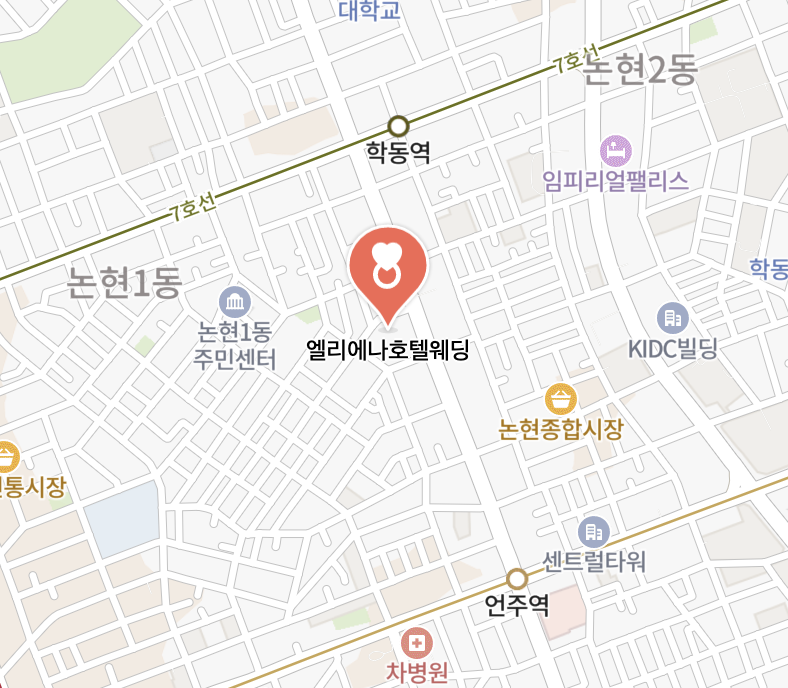 대학교
7호선
논현2동
학동역
임피리얼팰리스
7호선
학동
논현1동
논현1동
주민센터
엘리에나호텔웨딩
KIDC빌딩
논현종합시장
통시장
센트럴타워
언주역
차병원